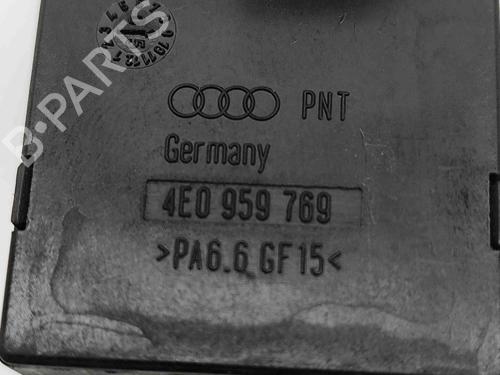 B-PARTS
PNT
Germany
4E0 959 769
>PA6.6 GF15<